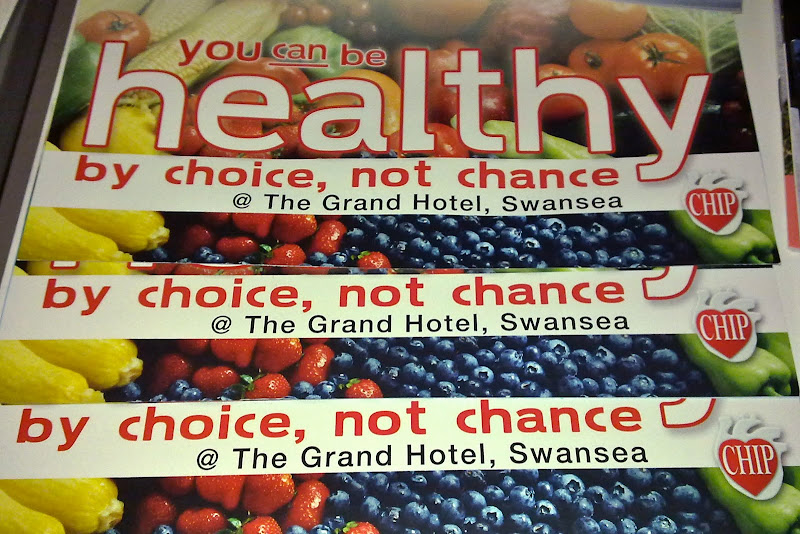 you can be
healthy
by choice, not chance
@ The Grand Hotel, Swansea
CHIP
by choice, not chance
@ The Grand Hotel, Swansea
CHIP
by choice, not chance
@ The Grand Hotel, Swansea
CHIP